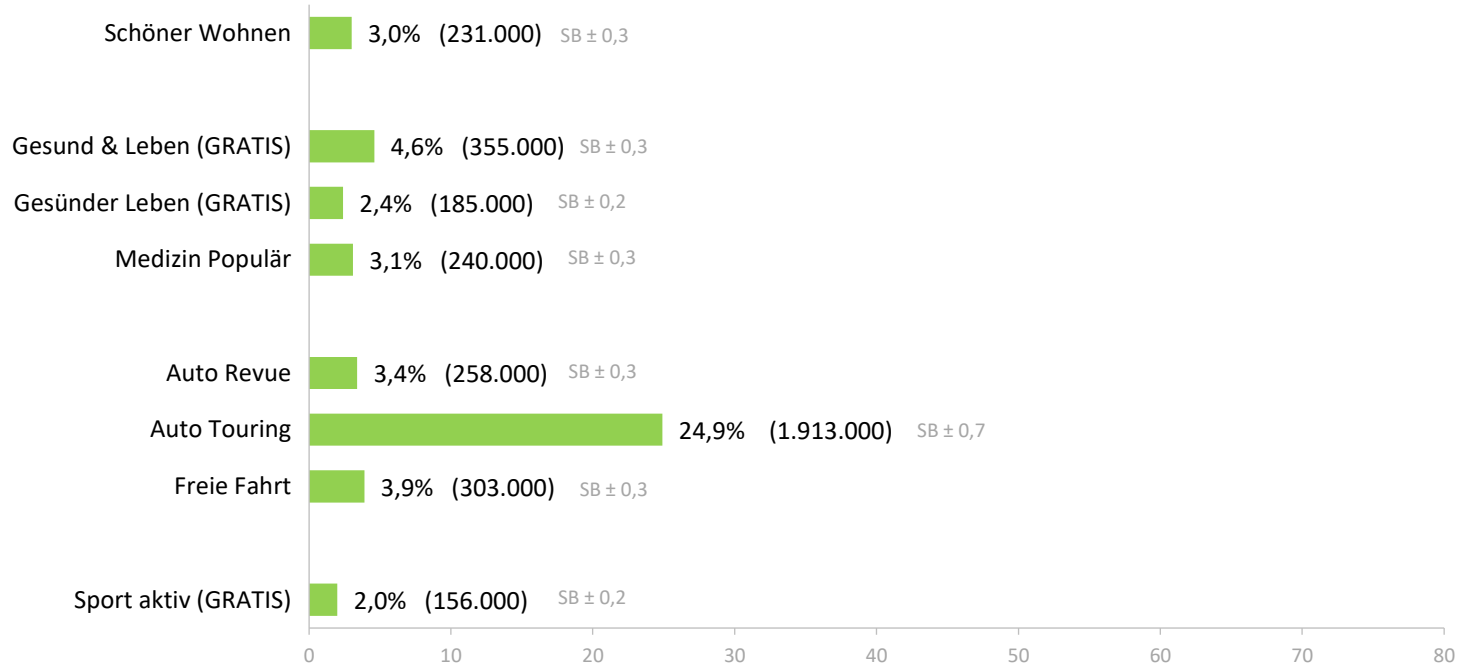 Schöner Wohnen 3,0% (231.000) SB ± 0,3
Gesund & Leben (GRATIS) 4,6% (355.000) SB ± 0,3
Gesünder Leben (GRATIS) 2,4% (185.000) SB ± 0,2
Medizin Populär 3,1% (240.000) SB ± 0,3
Auto Revue 3,4% (258.000) SB ± 0,3
Auto Touring 24,9% (1.913.000) SB ± 0,7
Freie Fahrt 3,9% (303.000) SB ± 0,3
Sport aktiv (GRATIS) 2,0% (156.000) SB ± 0,2
0 10 20 30 40 50 60 70 80